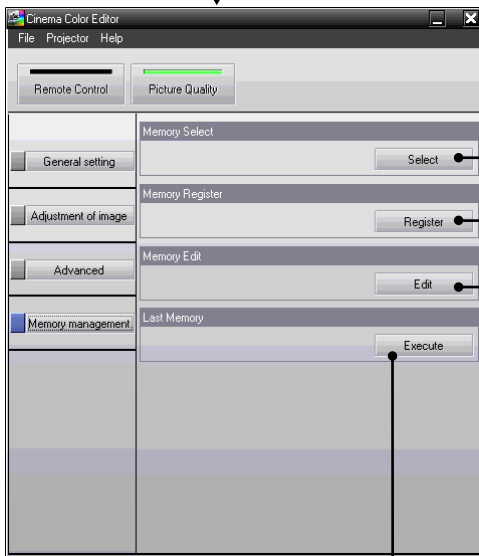 Cinema Color Editor
File Projector Help
Remote Control Picture Quality
Memory Select
General setting Select
Memory Register
Adjustment of image Register
Memory Edit
Advanced Edit
Last Memory
Memory management Execute